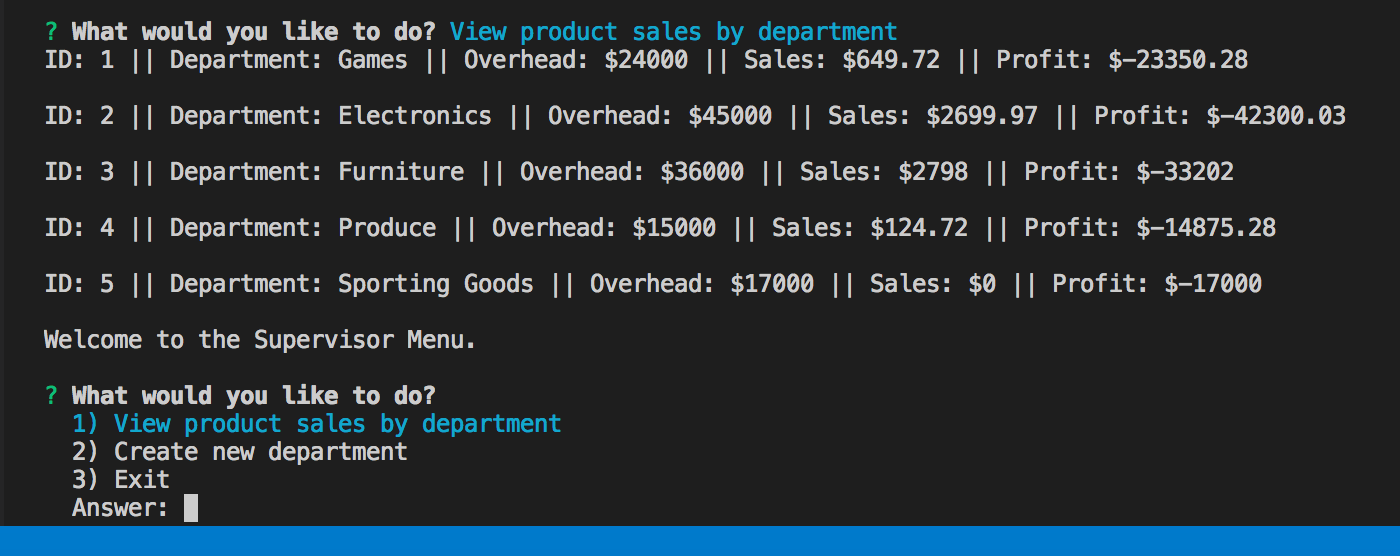 ? What would you like to do? View product sales by department
ID: 1 || Department: Games || Overhead: $24000 || Sales: $649.72 || Profit: $-23350.28
ID: 2 || Department: Electronics || Overhead: $45000 || Sales: $2699.97 || Profit: $-42300.03
ID: 3 || Department: Furniture || Overhead: $36000 || Sales: $2798 || Profit: $-33202
ID: 4 || Department: Produce || Overhead: $15000 || Sales: $124.72 || Profit: $-14875.28
ID: 5 || Department: Sporting Goods || Overhead: $17000 || Sales: $0 || Profit: $-17000
Welcome to the Supervisor Menu.
? What would you like to do?
1) View product sales by department
2) Create new department
3) Exit
Answer: